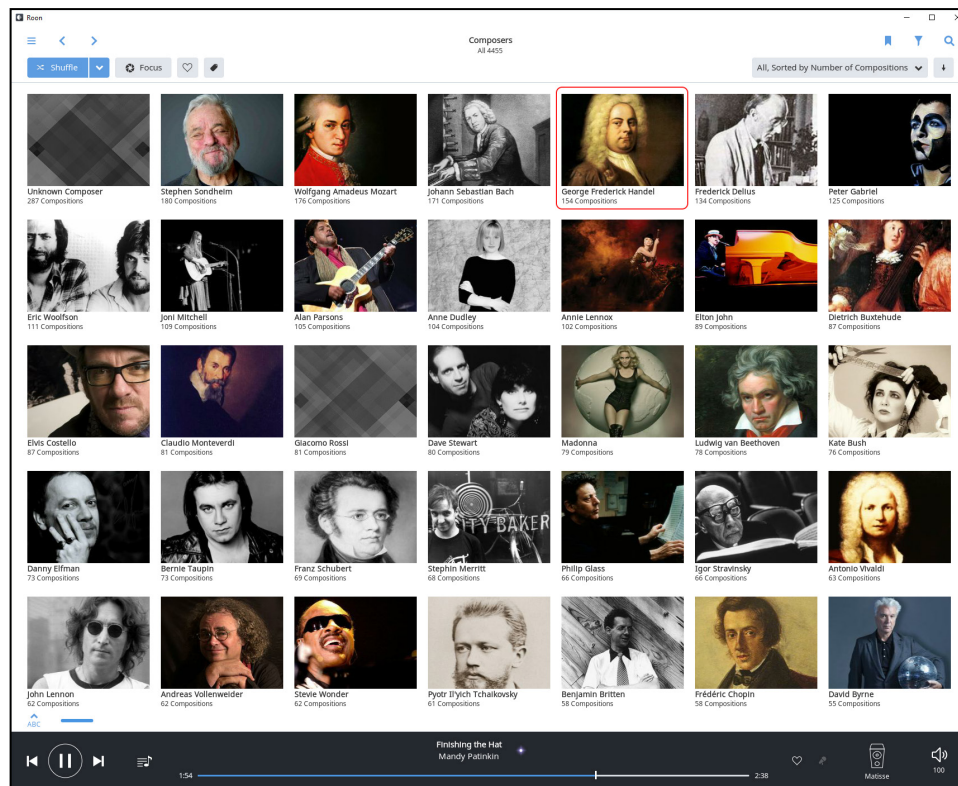 Roon
Composers
All 4455
Shuffle
Focus
All, Sorted by Number of Compositions
Unknown Composer
287 Compositions
Stephen Sondheim
180 Compositions
Wolfgang Amadeus Mozart
176 Compositions
Johann Sebastian Bach
171 Compositions
George Frederick Handel
154 Compositions
Frederick Delius
134 Compositions
Peter Gabriel
125 Compositions
Eric Woolfson
111 Compositions
Joni Mitchell
109 Compositions
Alan Parsons
105 Compositions
Anne Dudley
104 Compositions
Annie Lennox
102 Compositions
Elton John
89 Compositions
Dietrich Buxtehude
87 Compositions
Elvis Costello
87 Compositions
Claudio Monteverdi
81 Compositions
Giacomo Rossi
81 Compositions
Dave Stewart
80 Compositions
Madonna
79 Compositions
Ludwig van Beethoven
78 Compositions
Kate Bush
76 Compositions
TY BAKER
Danny Elfman
73 Compositions
Bernie Taupin
73 Compositions
Franz Schubert
69 Compositions
Stephin Merritt
68 Compositions
Philip Glass
66 Compositions
Igor Stravinsky
66 Compositions
Antonio Vivaldi
63 Compositions
John Lennon
62 Compositions
Andreas Vollenweider
62 Compositions
Stevie Wonder
62 Compositions
Pyotr Il'yich Tchaikovsky
61 Compositions
Benjamin Britten
58 Compositions
Frédéric Chopin
58 Compositions
David Byrne
55 Compositions
ABC
Finishing the Hat
Mandy Patinkin
1:54
2:38
Matisse
100